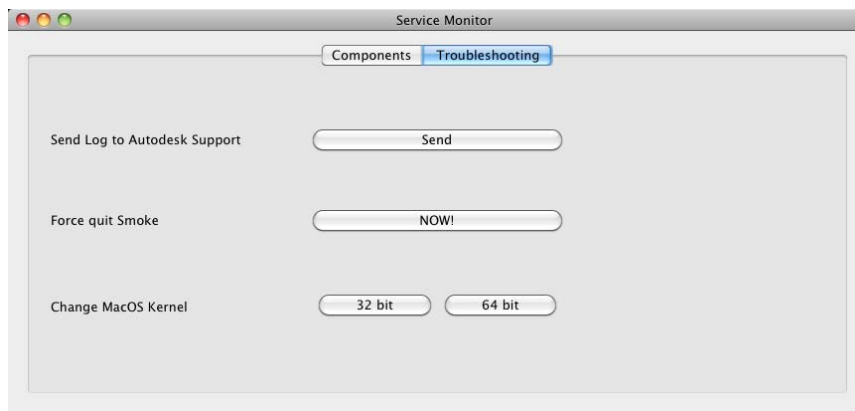 Service Monitor
Components Troubleshooting
Send Log to Autodesk Support Send
Force quit Smoke NOW!
Change MacOS Kernel 32 bit 64 bit